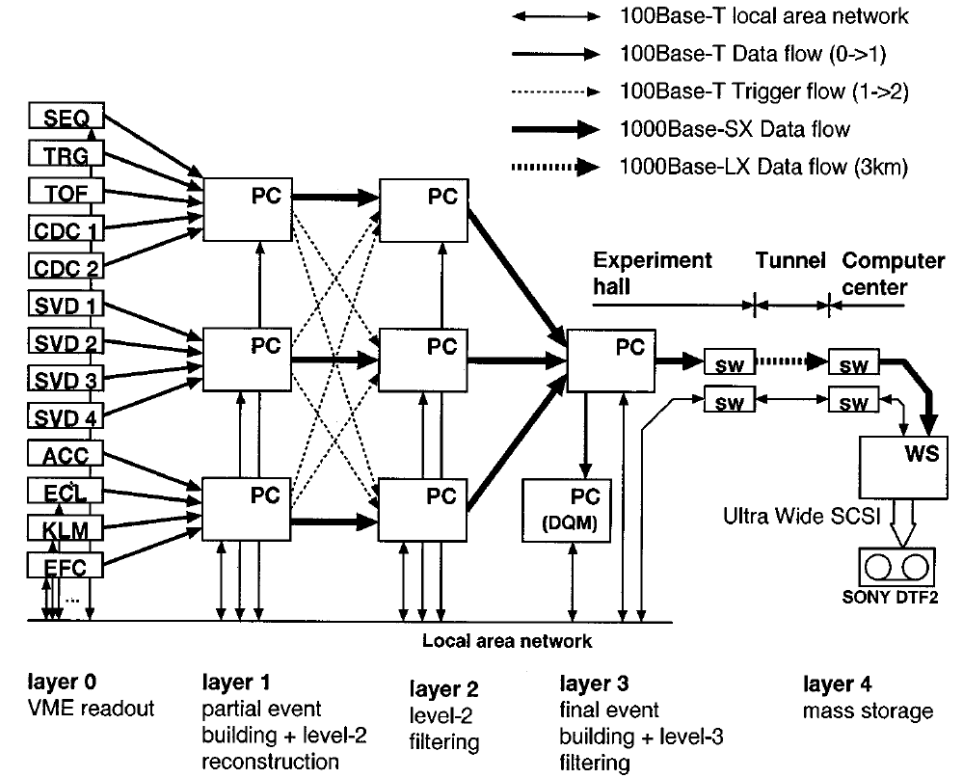 100Base-T local area network
100Base-T Data flow (0->1)
100Base-T Trigger flow (1->2)
1000Base-SX Data flow
1000Base-LX Data flow (3km)
SEQ
TRG
TOF
CDC 1
CDC 2
SVD 1
SVD 2
SVD 3
SVD 4
ACC
ECL
KLM
EFC
...
PC
PC
PC
PC
PC
PC
PC
PC
(DQM)
Experiment
hall
Tunnel
Computer
center
sw
sw
sw
sw
WS
Ultra Wide SCSI
SONY DTF2
Local area network
layer 0
VME readout
layer 1
partial event
building + level-2
reconstruction
layer 2
level-2
filtering
layer 3
final event
building + level-3
filtering
layer 4
mass storage